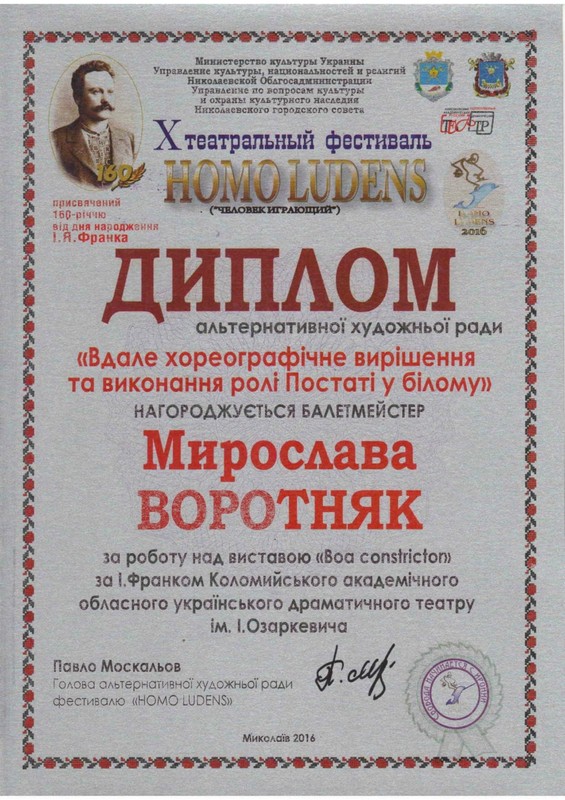 Министерство культуры Украины
Управление культуры, национальностей и религий
Николаевской Облгосадминистрации
Управление по вопросам культуры
и охраны культурного наследия
Николаевского городского совета
X театральный фестиваль
HOMO LUDENS
("ЧЕЛОВЕК ИГРАЮЩИЙ")
160
присвячений
160-річчю
від дня народження
І.Я.Франка
HOMO
LUDENS
2016
ДИПЛОМ
альтернативної художньої ради
«Вдале хореографічне вирішення
та виконання ролі Постаті у білому»
НАГОРОДЖУЄТЬСЯ БАЛЕТМЕЙСТЕР
Мирослава
ВОРОТНЯК
за роботу над виставою «Boa constrictor»
за І.Франком Коломийського академічного
обласного українського драматичного театру
ім. І.Озаркевича
Павло Москальов
Голова альтернативної художньої ради
фестивалю «HOMO LUDENS»
Миколаїв 2016